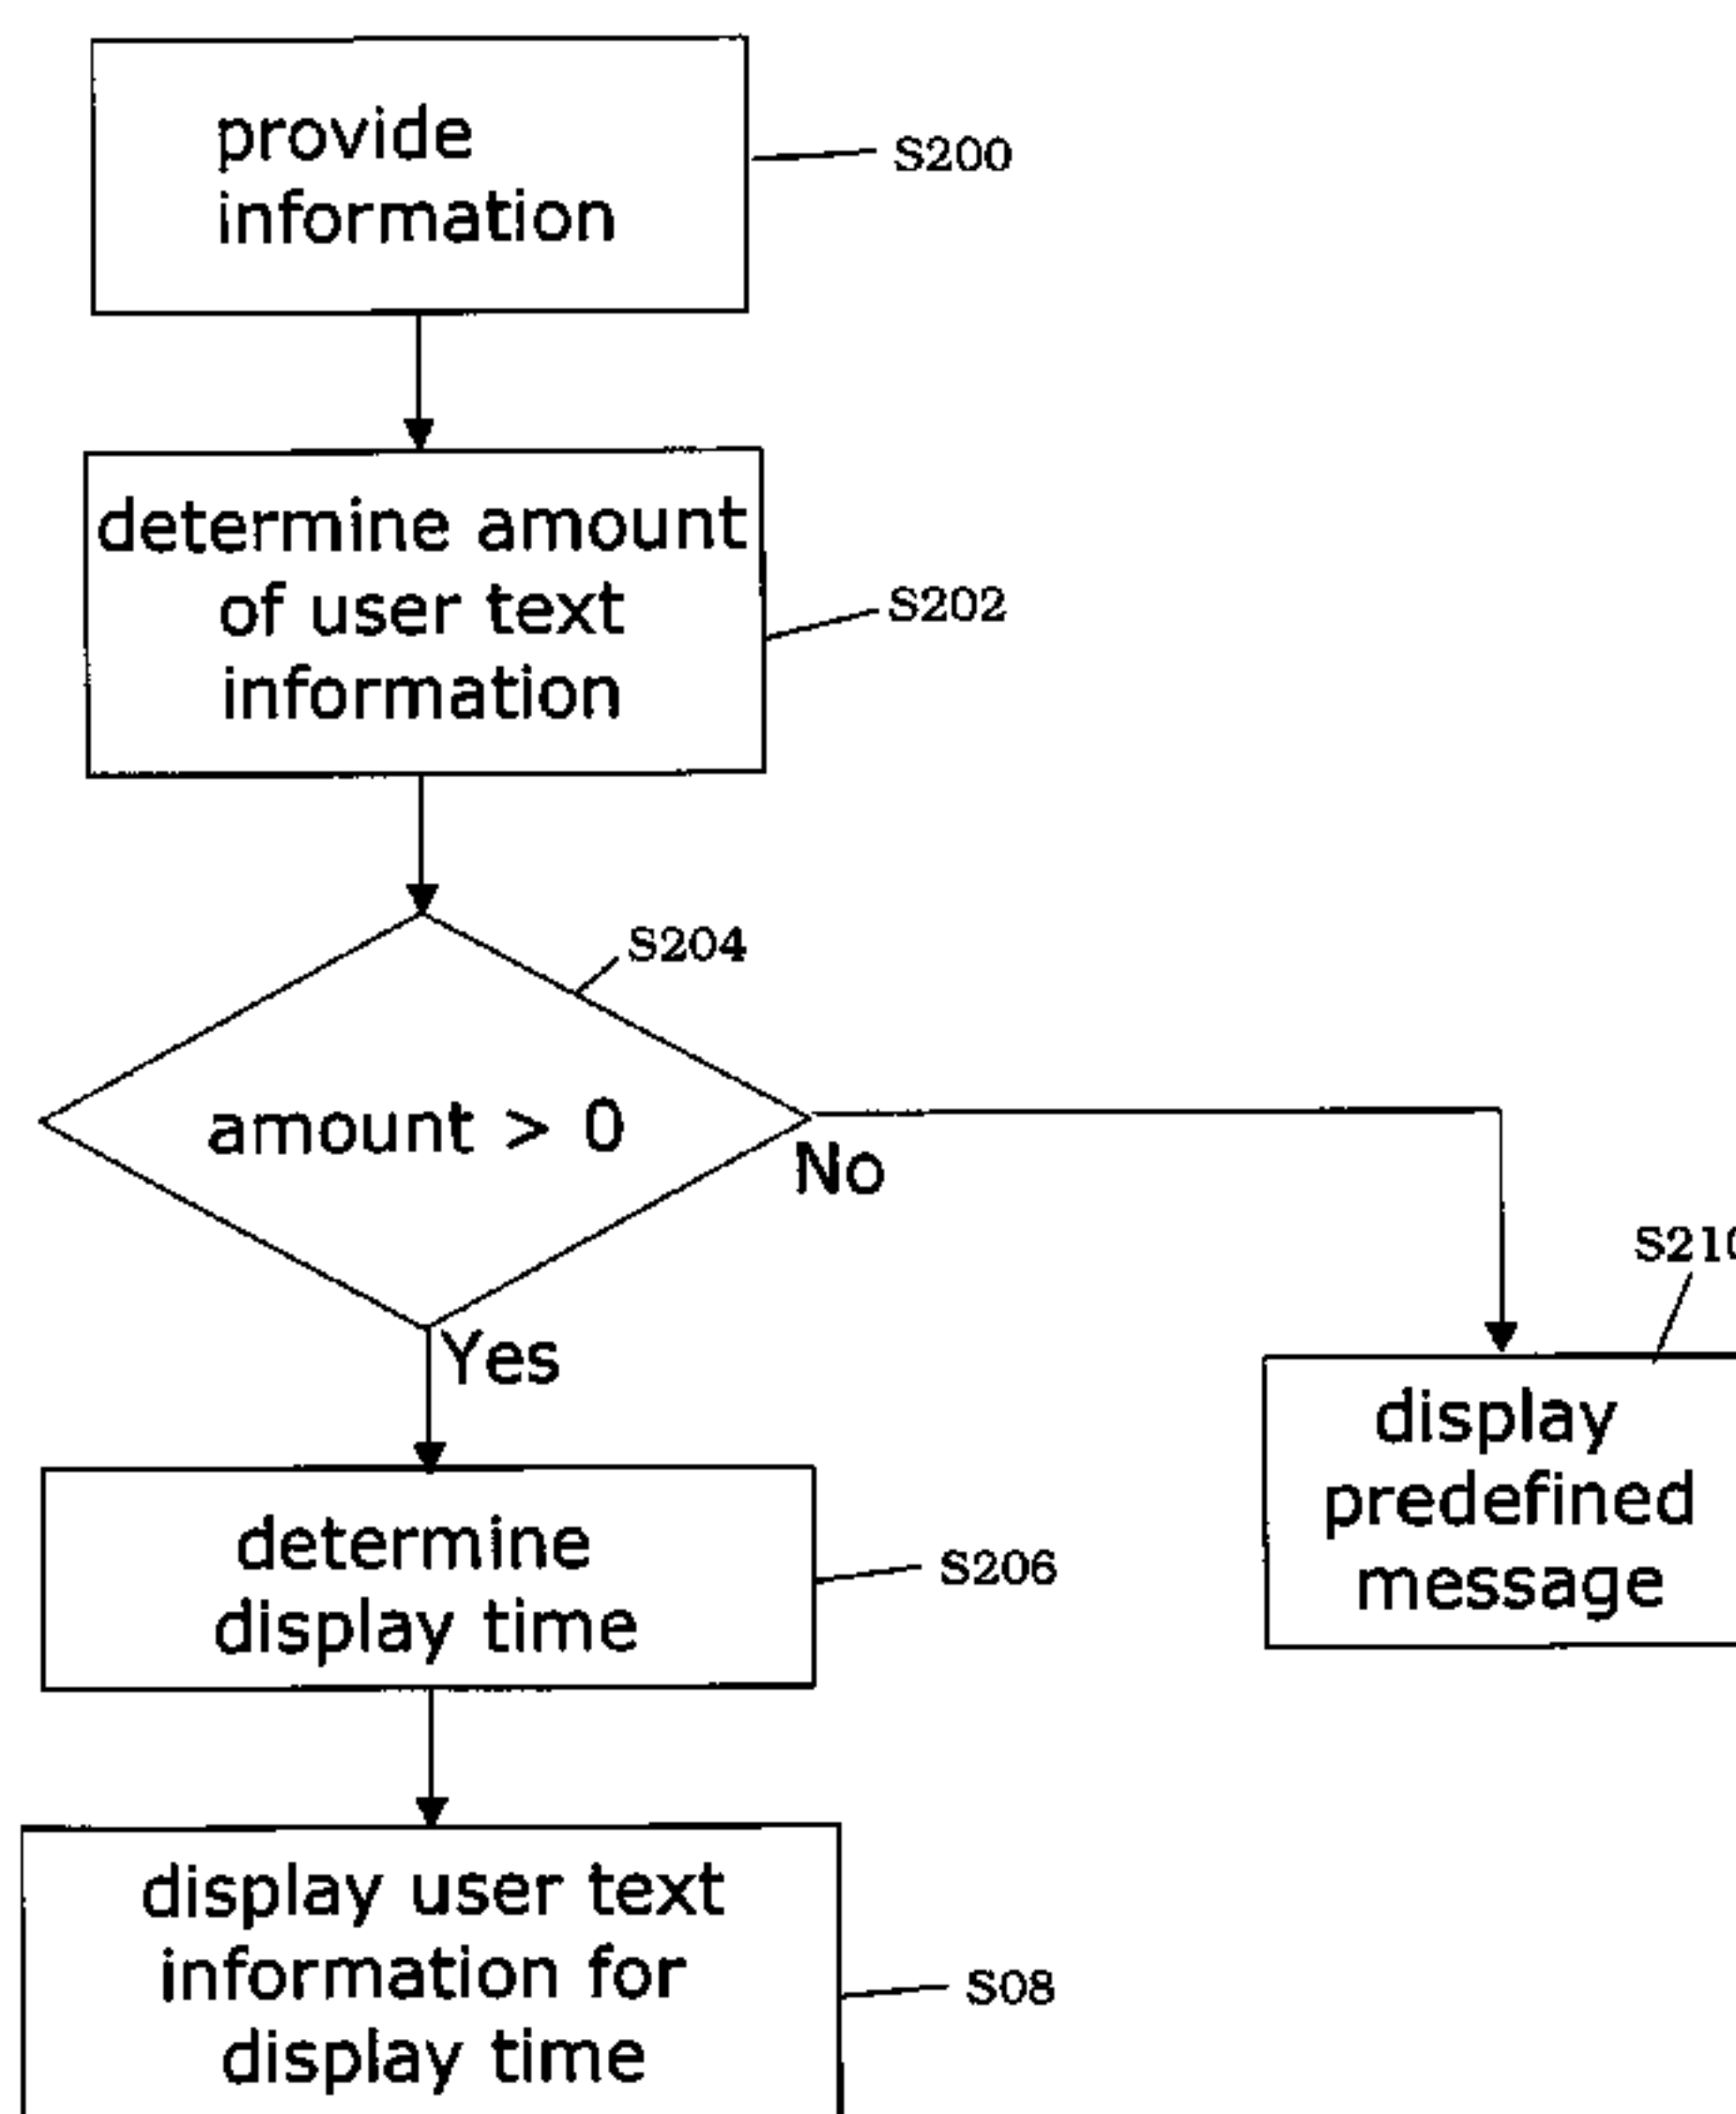 provide
information
S200
determine amount
of user text
information
S202
S204
amount > 0
No
Yes
S210
display
predefined
message
determine
display time
S206
display user text
information for
display time
S08